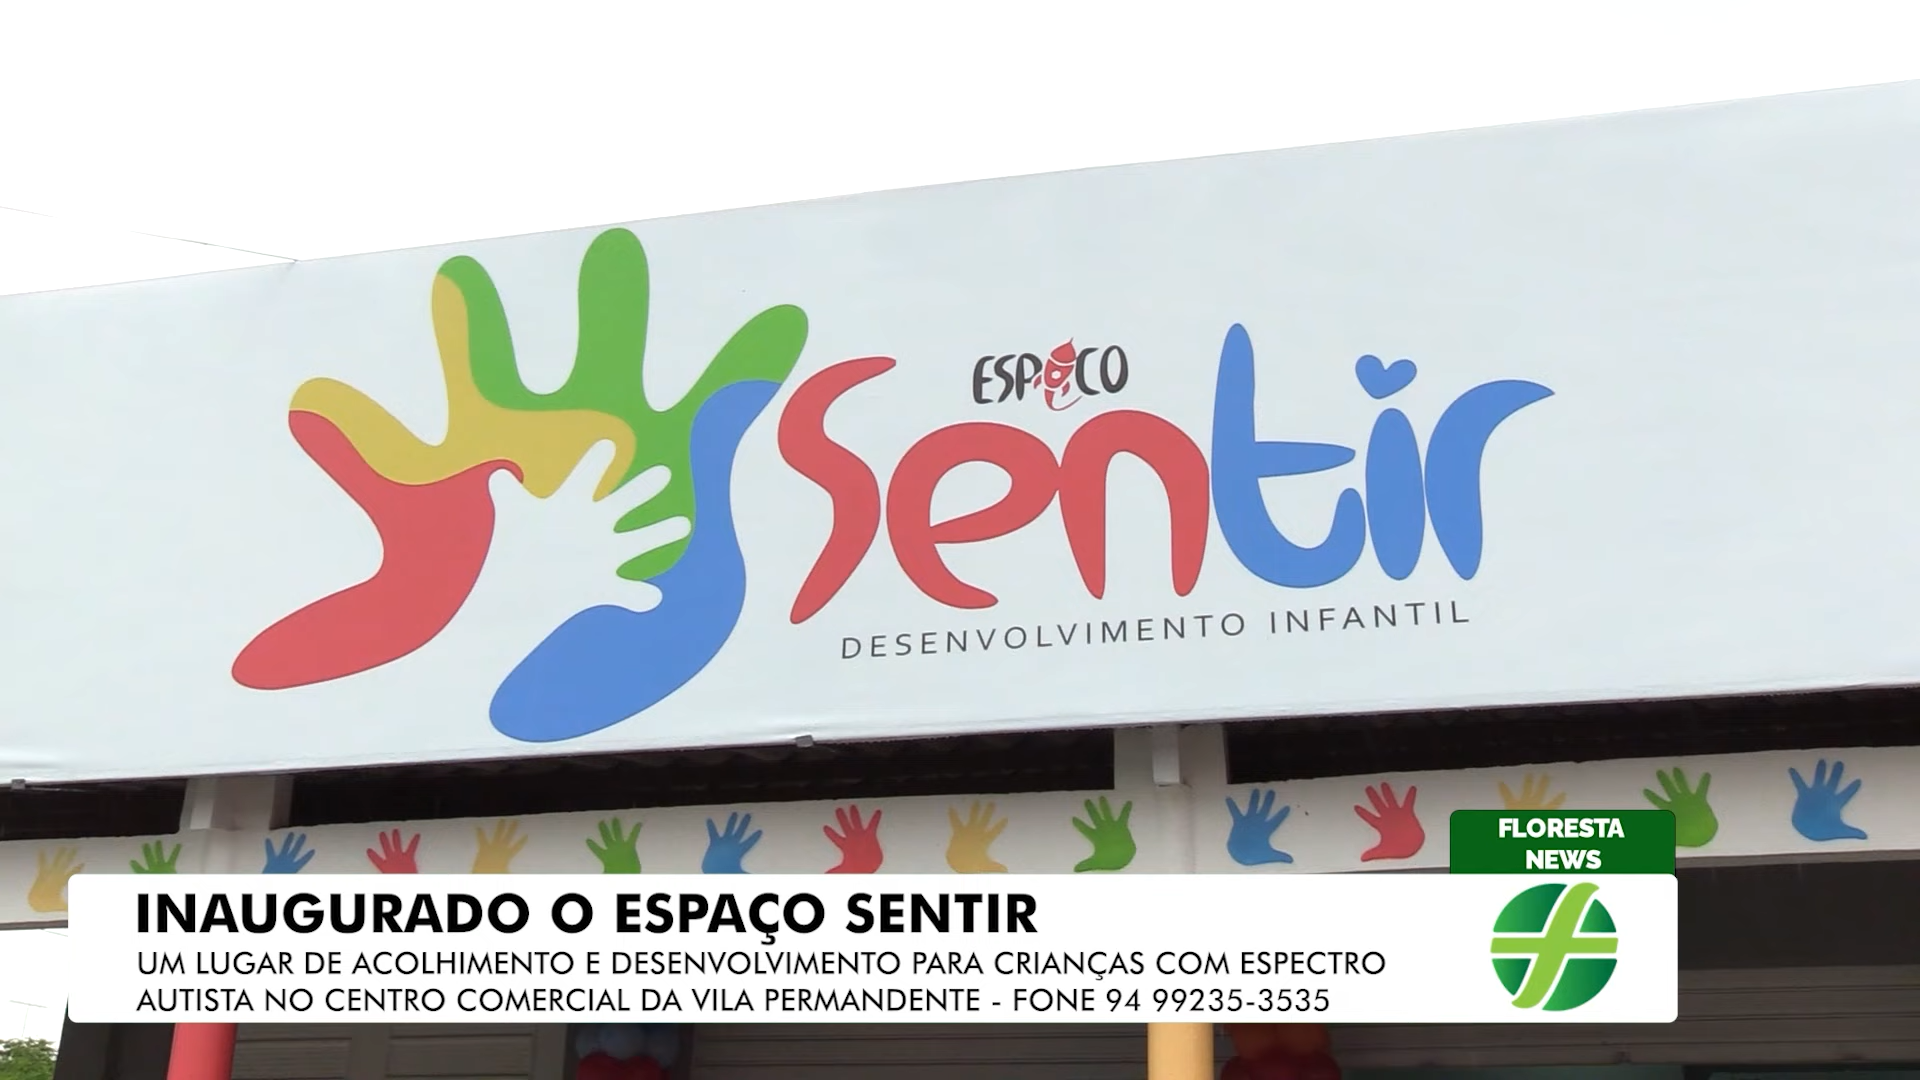 ESPAÇO
sentir
DESENVOLVIMENTO INFANTIL
FLORESTA
NEWS
INAUGURADO O ESPAÇO SENTIR
UM LUGAR DE ACOLHIMENTO E DESENVOLVIMENTO PARA CRIANÇAS COM ESPECTRO
AUTISTA NO CENTRO COMERCIAL DA VILA PERMANDENTE - FONE 94 99235-3535